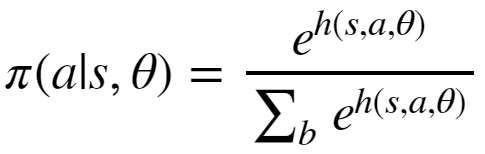 π(a|s, θ) = e^{h(s,a,θ)} / ∑_b e^{h(s,a,θ)}